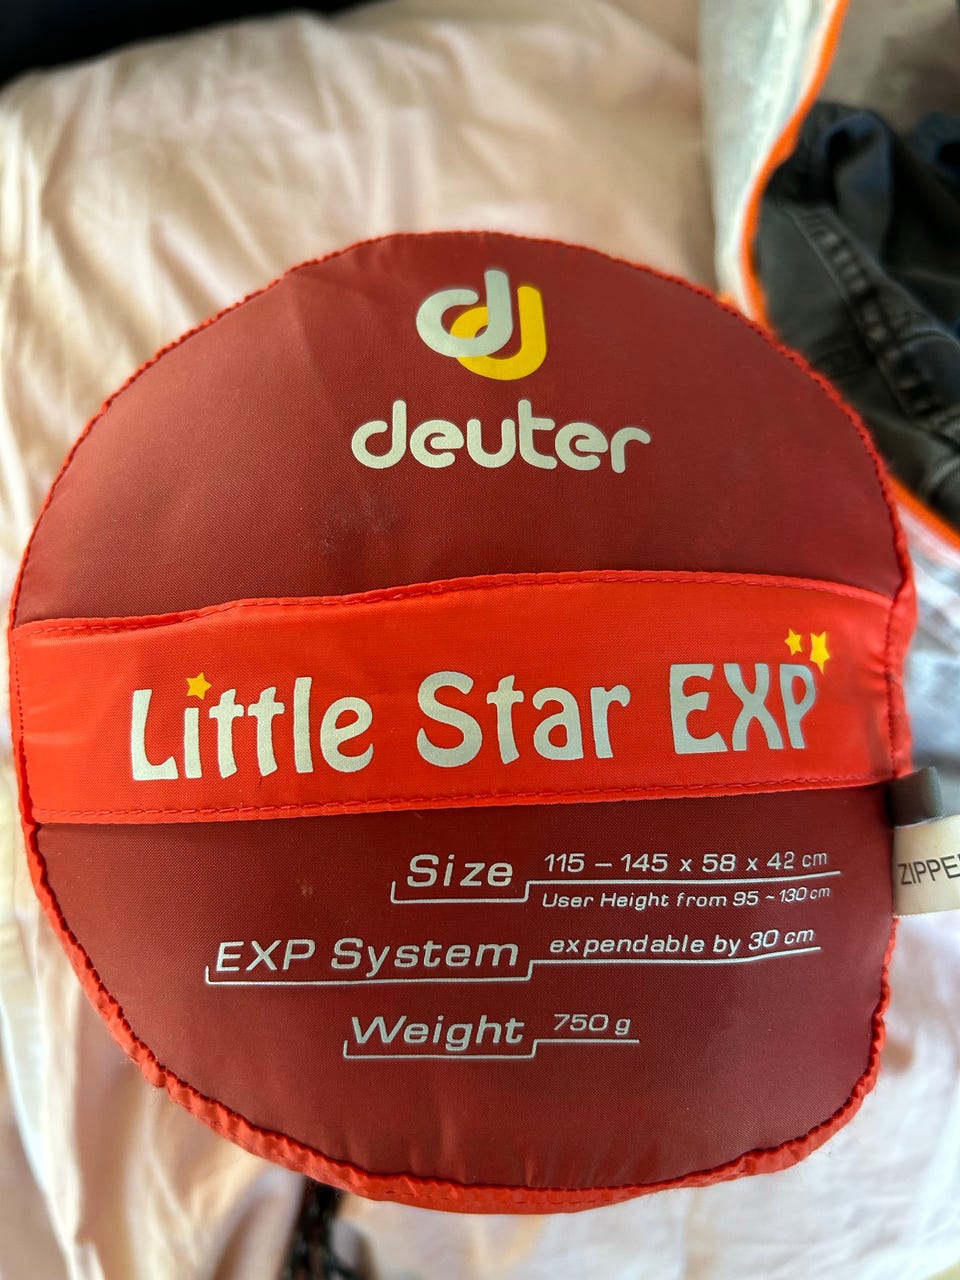 deuter
Little Star EXP
Size 115 – 145 x 58 x 42 cm
User Height from 95 ~ 130 cm
EXP System expendable by 30 cm
Weight 750 g